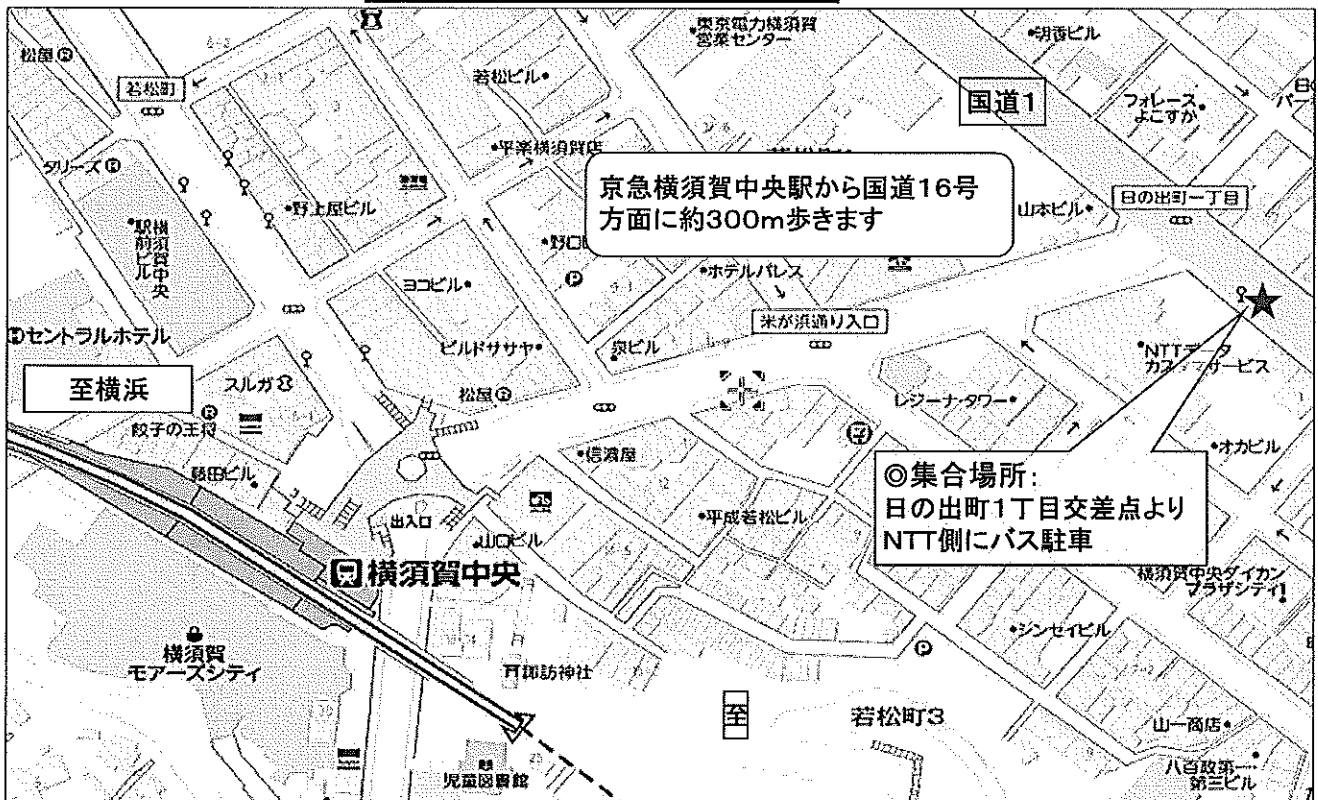 東京電力横須賀
営業センター
松屋
若松町
若松ビル
国道1
フォレース
よこすか
タリーズ
平楽横須賀店
野上屋ビル
京急横須賀中央駅から国道16号
方面に約300m歩きます
山本ビル
日の出町一丁目
横須賀中央
駅前ビル
ヨコビル
ホテルパレス
米が浜通り入口
セントラルホテル
ビルドササヤ
泉ビル
NTTデータ
至横浜
スルガ
松屋
レジーナ・タワー
餃子の王将
藤田ビル
信濃屋
オカビル
◎集合場所:
日の出町1丁目交差点より
NTT側にバス駐車
出入口
山口ビル
平成若松ビル
横須賀中央
横須賀中央ダイカン
プラザシティ1
シンセイビル
横須賀
モアーズシティ
諏訪神社
至
若松町3
山一商店
児童図書館
八百政第一
第三ビル